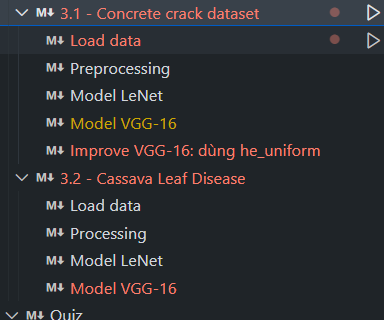 M↓ 3.1 - Concrete crack dataset
M↓ Load data
M↓ Preprocessing
M↓ Model LeNet
M↓ Model VGG-16
M↓ Improve VGG-16: dùng he_uniform
M↓ 3.2 - Cassava Leaf Disease
M↓ Load data
M↓ Processing
M↓ Model LeNet
M↓ Model VGG-16
M↓ Quiz